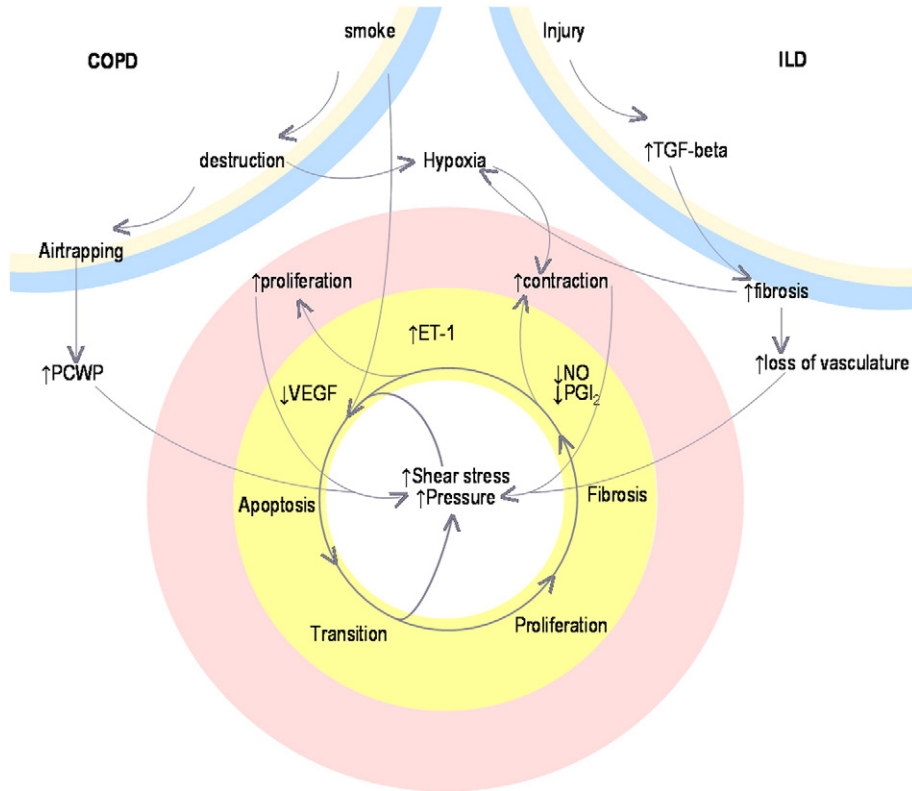 smoke
Injury
COPD
ILD
destruction
Hypoxia
↑TGF-beta
Airtrapping
↑proliferation
↑contraction
↑fibrosis
↑ET-1
↑PCWP
↓VEGF
↓NO
↓PGI₂
↑loss of vasculature
↑Shear stress
↑Pressure
Apoptosis
Fibrosis
Transition
Proliferation